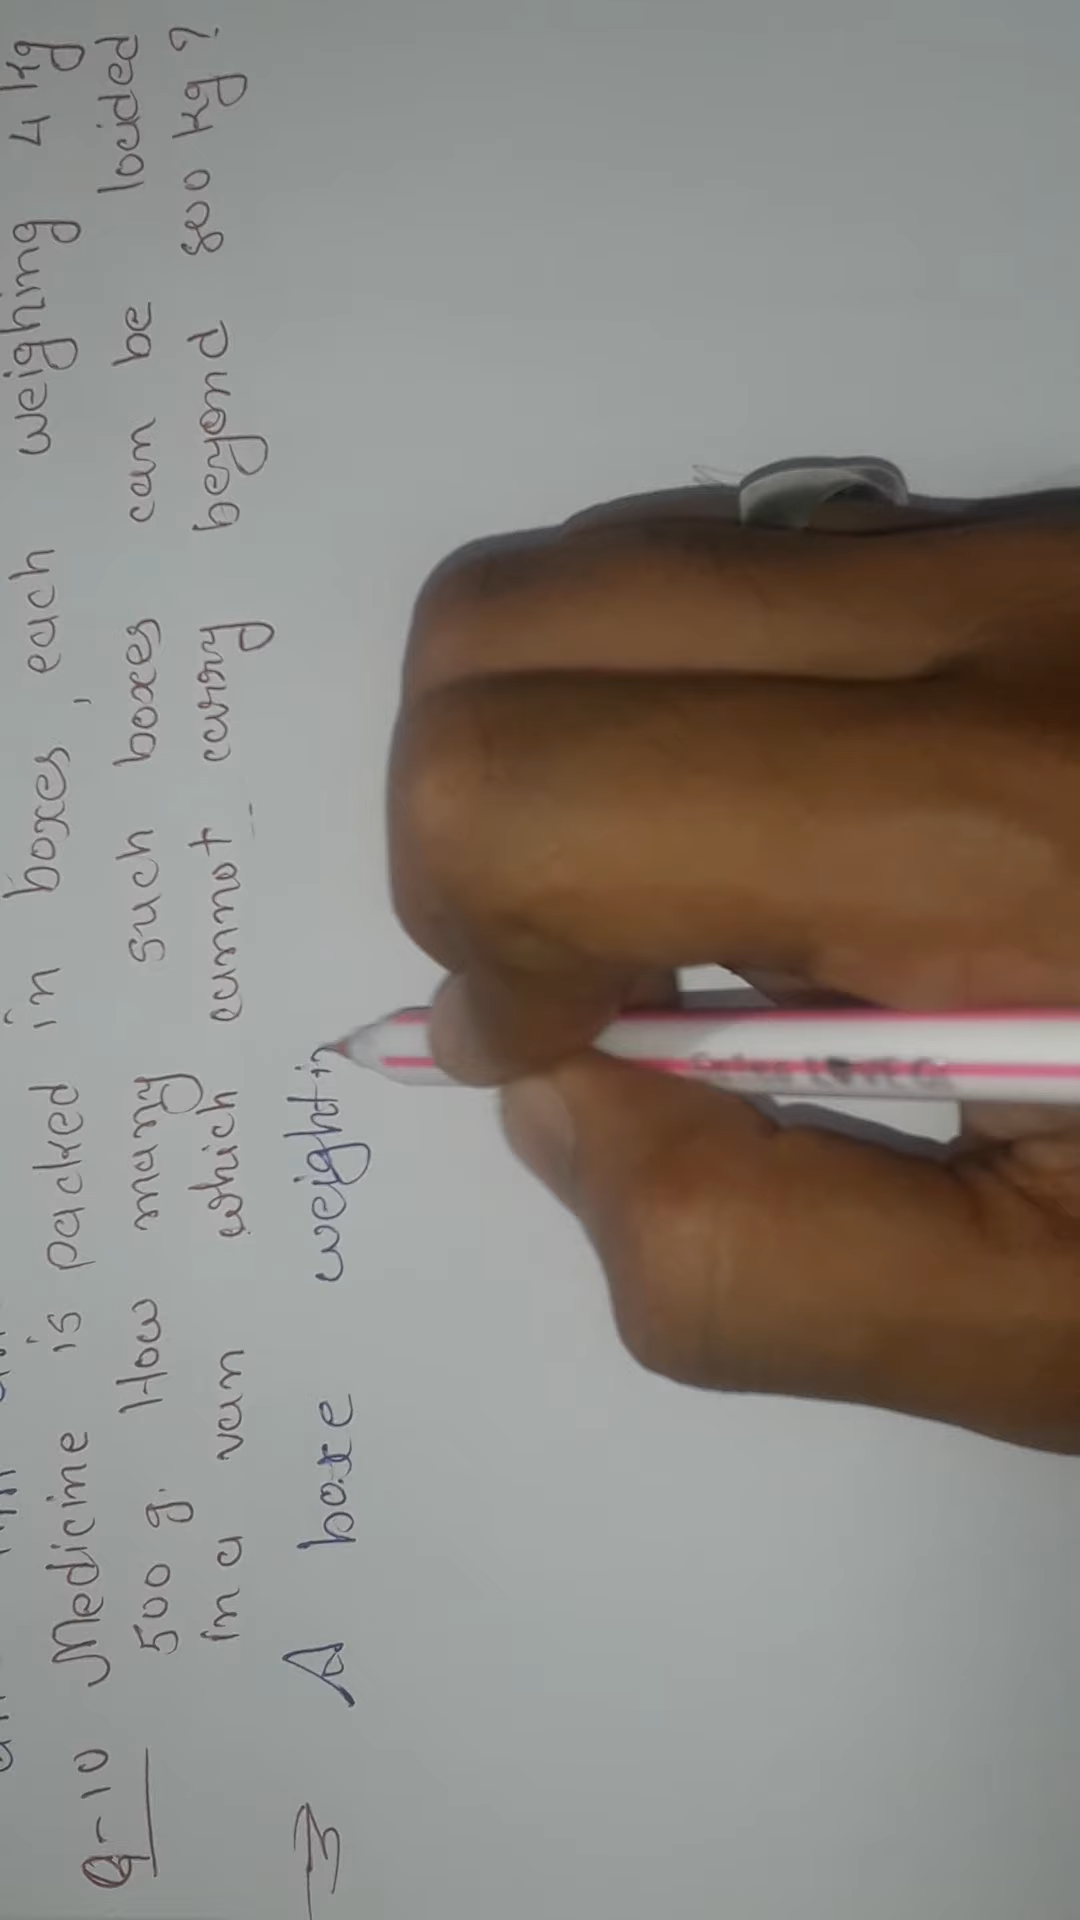 Q-10 Medicine is packed in boxes, each weighing 4 kg
500 g. How many such boxes can be loaded
in a van which cannot carry beyond 800 kg?
⇒ A boxe weight in